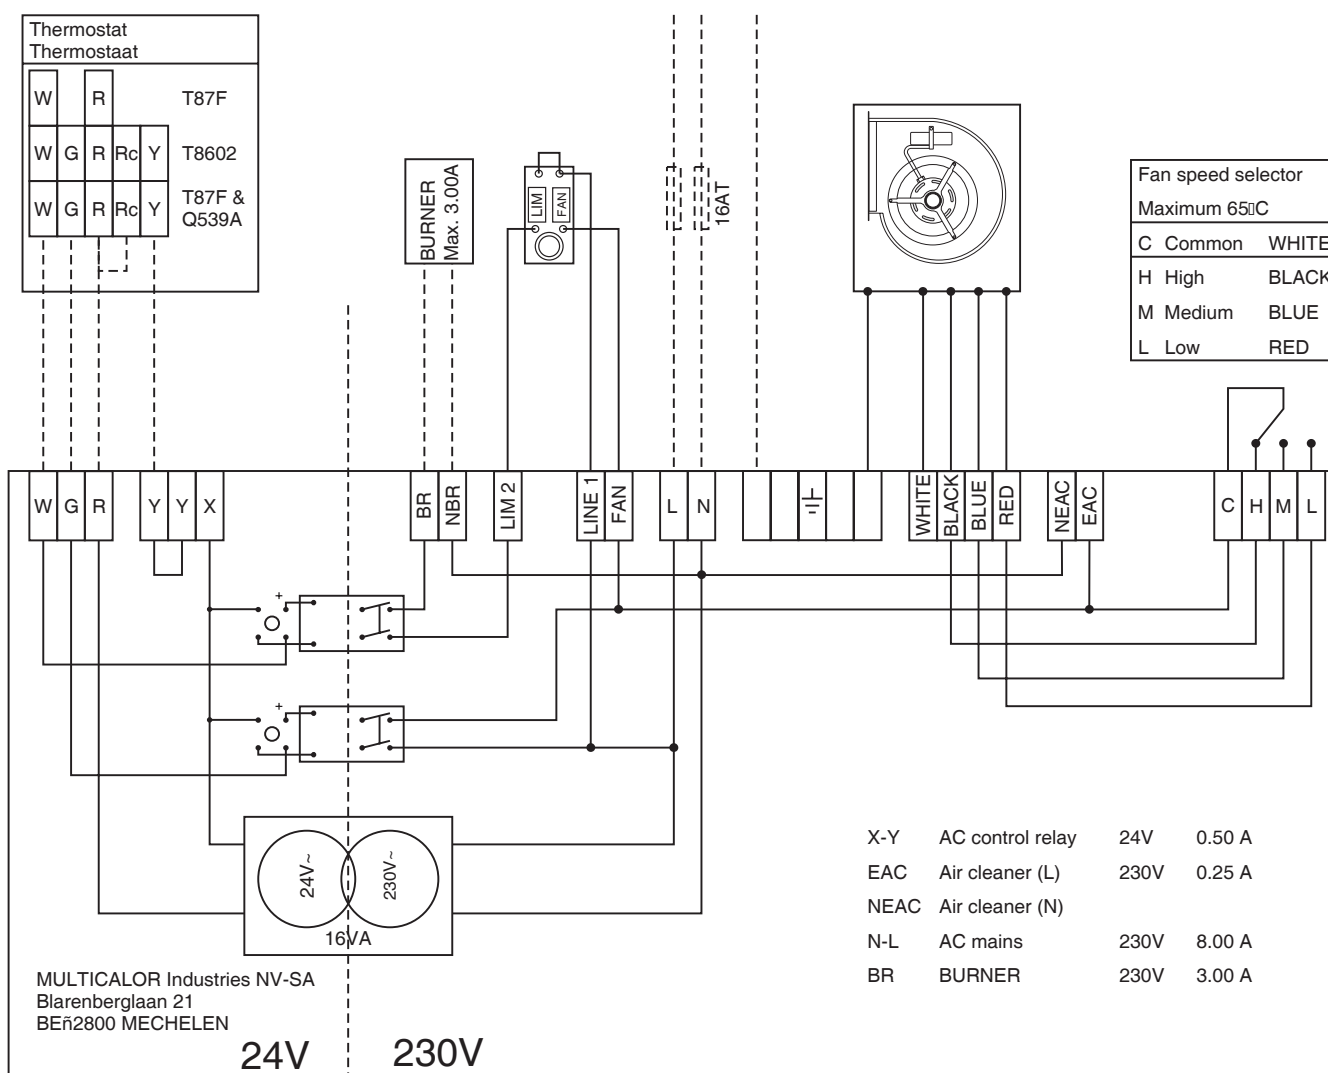 Thermostat
Thermostaat
W R T87F
W G R Rc Y T8602
W G R Rc Y T87F &
Q539A
BURNER
Max. 3.00A
LIM
FAN
16AT
Fan speed selector
Maximum 65▯C
C Common WHITE
H High BLACK
M Medium BLUE
L Low RED
W G R Y Y X BR NBR LIM 2 LINE 1 FAN L N WHITE BLACK BLUE RED NEAC EAC C H M L
+
+
24V~
230V~
16VA
X-Y AC control relay 24V 0.50 A
EAC Air cleaner (L) 230V 0.25 A
NEAC Air cleaner (N)
N-L AC mains 230V 8.00 A
BR BURNER 230V 3.00 A
MULTICALOR Industries NV-SA
Blarenberglaan 21
BEñ2800 MECHELEN
24V 230V